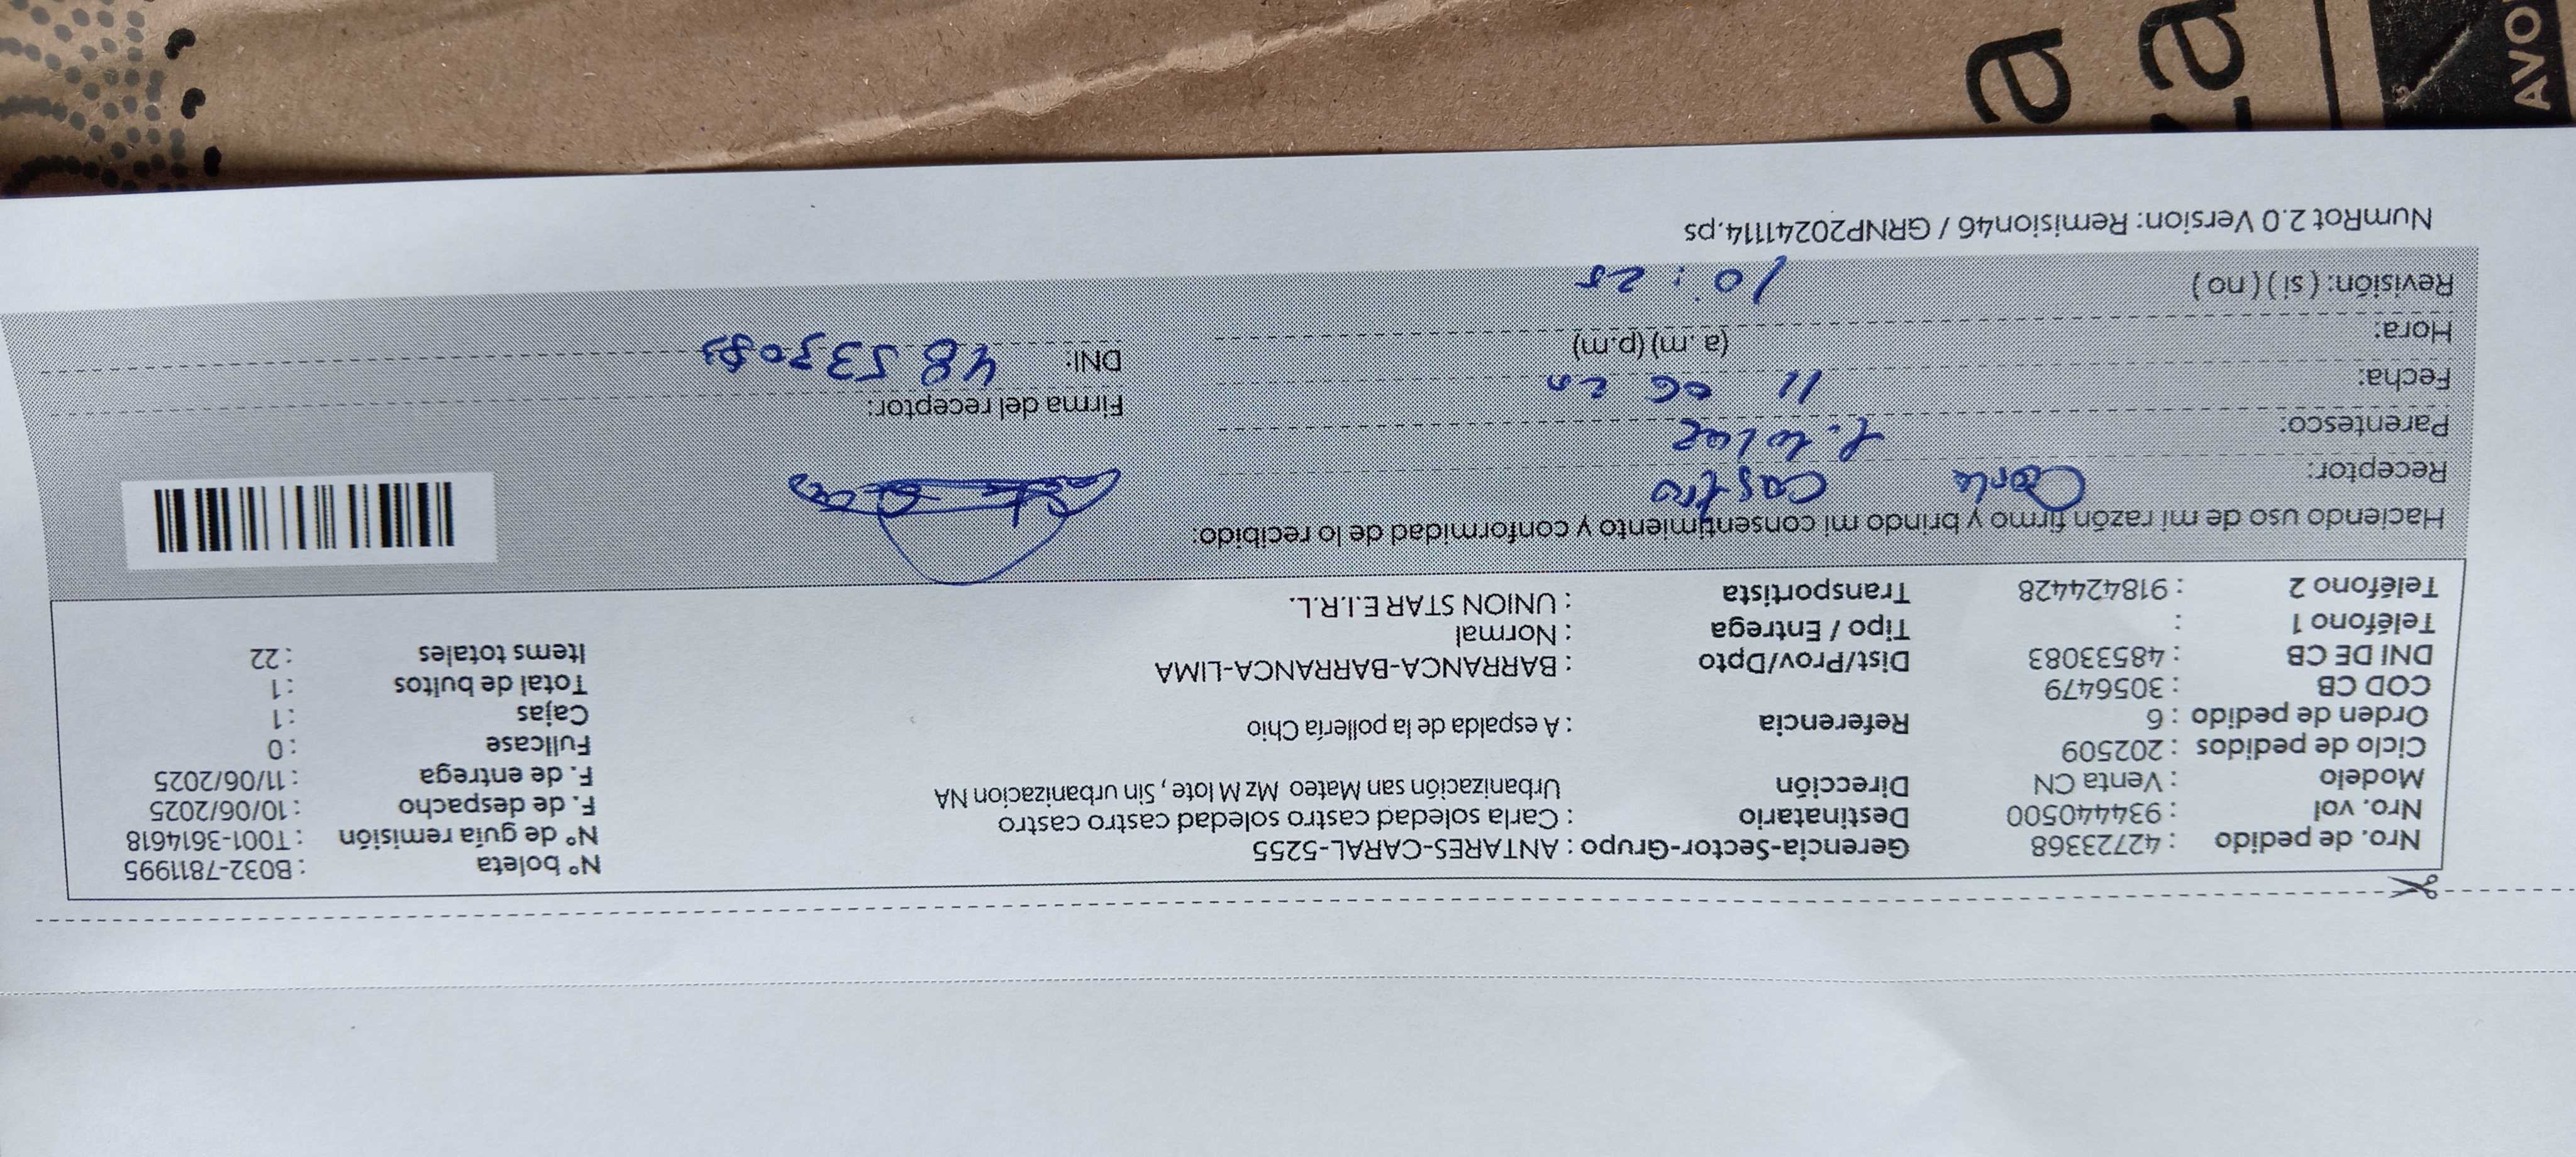 Nro. de pedido : 42723368 Gerencia-Sector-Grupo : ANTARES-CARAL-5255 N° boleta : B032-7811995
Nro. vol : 934440500 Destinatario : Carla soledad castro soledad castro castro N° de guía remisión : T001-3614618
Modelo : Venta CN Dirección Urbanización san Mateo Mz M lote , Sin urbanizacion NA F. de despacho : 10/06/2025
Ciclo de pedidos : 202509 F. de entrega : 11/06/2025
Orden de pedido : 6 Referencia : A espalda de la pollería Chio Fullcase : 0
COD CB : 3056479 Cajas : 1
DNI DE CB : 48533083 Dist/Prov/Dpto : BARRANCA-BARRANCA-LIMA Total de bultos : 1
Teléfono 1 : Tipo / Entrega : Normal Items totales : 22
Teléfono 2 : 918424428 Transportista : UNION STAR E.I.R.L.
Haciendo uso de mi razón firmo y brindo mi consentimiento y conformidad de lo recibido:
Receptor: Carla Castro
Parentesco:
Firma del receptor:
Fecha: 11 06
DNI: 48533083
Hora: (a. m) (p.m)
Revisión: ( si ) ( no ) 10:25
NumRot 2.0 Version: Remision46 / GRNP20241114.ps
a
za
AVO